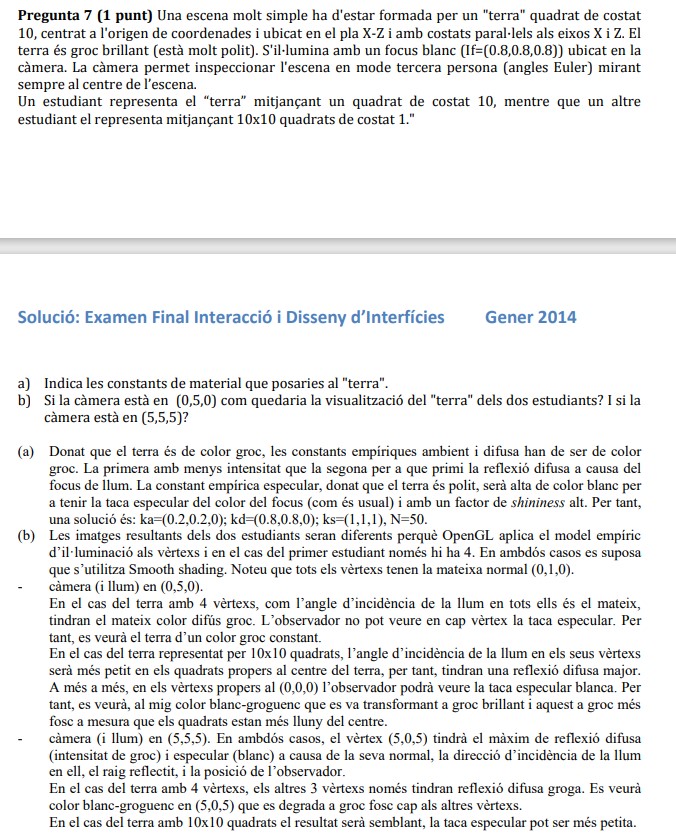 Pregunta 7 (1 punt) Una escena molt simple ha d'estar formada per un "terra" quadrat de costat
10, centrat a l'origen de coordenades i ubicat en el pla X-Z i amb costats paral·lels als eixos X i Z. El
terra és groc brillant (està molt polit). S'il·lumina amb un focus blanc (If=(0.8,0.8,0.8)) ubicat en la
càmera. La càmera permet inspeccionar l'escena en mode tercera persona (angles Euler) mirant
sempre al centre de l'escena.
Un estudiant representa el “terra” mitjançant un quadrat de costat 10, mentre que un altre
estudiant el representa mitjançant 10x10 quadrats de costat 1."
Solució: Examen Final Interacció i Disseny d’Interfícies Gener 2014
a) Indica les constants de material que posaries al "terra".
b) Si la càmera està en (0,5,0) com quedaria la visualització del "terra" dels dos estudiants? I si la
càmera està en (5,5,5)?
(a) Donat que el terra és de color groc, les constants empíriques ambient i difusa han de ser de color
groc. La primera amb menys intensitat que la segona per a que primi la reflexió difusa a causa del
focus de llum. La constant empírica especular, donat que el terra és polit, serà alta de color blanc per
a tenir la taca especular del color del focus (com és usual) i amb un factor de shininess alt. Per tant,
una solució és: ka=(0.2,0.2,0); kd=(0.8,0.8,0); ks=(1,1,1), N=50.
(b) Les imatges resultants dels dos estudiants seran diferents perquè OpenGL aplica el model empíric
d’il·luminació als vèrtexs i en el cas del primer estudiant només hi ha 4. En ambdós casos es suposa
que s’utilitza Smooth shading. Noteu que tots els vèrtexs tenen la mateixa normal (0,1,0).
- càmera (i llum) en (0,5,0).
En el cas del terra amb 4 vèrtexs, com l’angle d’incidència de la llum en tots ells és el mateix,
tindran el mateix color difús groc. L’observador no pot veure en cap vèrtex la taca especular. Per
tant, es veurà el terra d’un color groc constant.
En el cas del terra representat per 10x10 quadrats, l’angle d’incidència de la llum en els seus vèrtexs
serà més petit en els quadrats propers al centre del terra, per tant, tindran una reflexió difusa major.
A més a més, en els vèrtexs propers al (0,0,0) l’observador podrà veure la taca especular blanca. Per
tant, es veurà, al mig color blanc-groguenc que es va transformant a groc brillant i aquest a groc més
fosc a mesura que els quadrats estan més lluny del centre.
- càmera (i llum) en (5,5,5). En ambdós casos, el vèrtex (5,0,5) tindrà el màxim de reflexió difusa
(intensitat de groc) i especular (blanc) a causa de la seva normal, la direcció d’incidència de la llum
en ell, el raig reflectit, i la posició de l’observador.
En el cas del terra amb 4 vèrtexs, els altres 3 vèrtexs només tindran reflexió difusa groga. Es veurà
color blanc-groguenc en (5,0,5) que es degrada a groc fosc cap als altres vèrtexs.
En el cas del terra amb 10x10 quadrats el resultat serà semblant, la taca especular pot ser més petita.